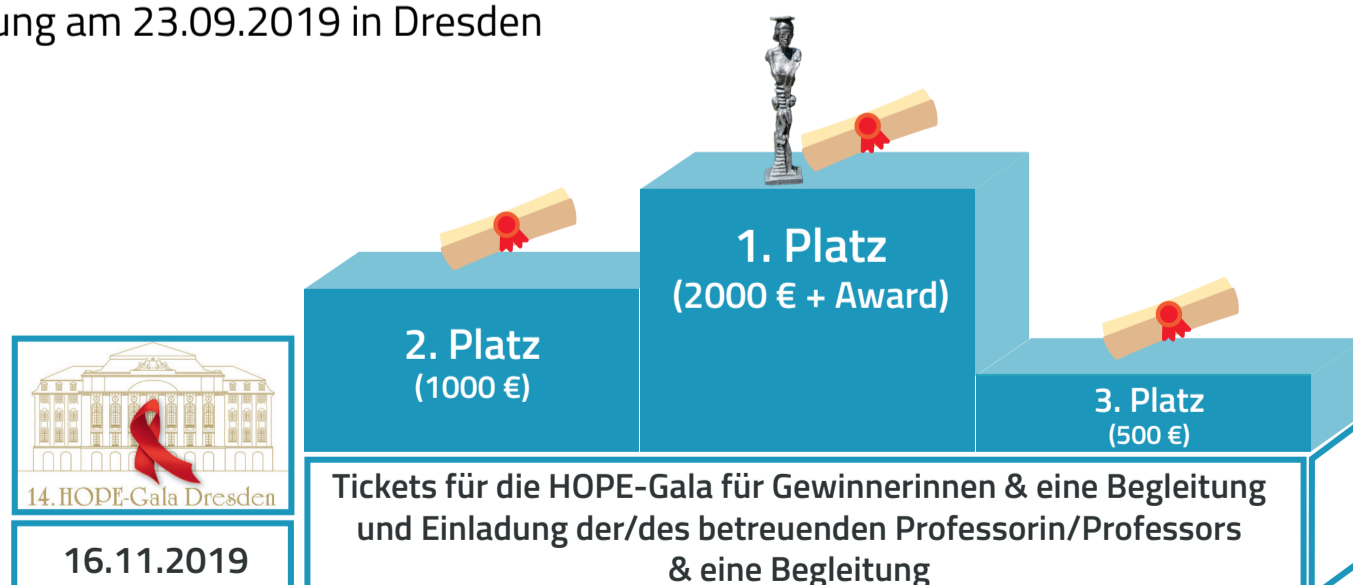 ung am 23.09.2019 in Dresden
1. Platz
(2000 € + Award)
2. Platz
(1000 €)
3. Platz
(500 €)
14. HOPE-Gala Dresden
16.11.2019
Tickets für die HOPE-Gala für Gewinnerinnen & eine Begleitung
und Einladung der/des betreuenden Professorin/Professors
& eine Begleitung